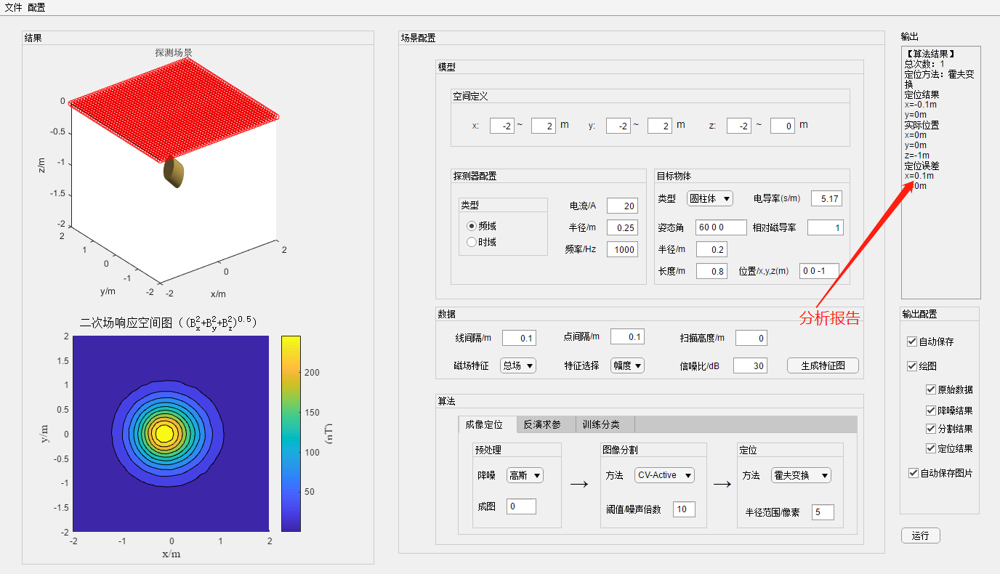 文件 配置
结果
探测场景
0
-0.5
-1
-1.5
-2
z/m
2
1
0
-1
-2
y/m
-2
0
2
x/m
二次场响应空间图((B_x^2+B_y^2+B_z^2)^0.5)
2
1.5
1
0.5
0
-0.5
-1
-1.5
-2
y/m
-2 -1 0 1 2
x/m
200
150
100
50
(nT)
场景配置
模型
空间定义
x: -2 ~ 2 m y: -2 ~ 2 m z: -2 ~ 0 m
探测器配置
类型
频域
时域
电流/A 20
半径/m 0.25
频率/Hz 1000
目标物体
类型 圆柱体 电导率(s/m) 5.17
姿态角 60 0 0 相对磁导率 1
半径/m 0.2
长度/m 0.8 位置/x,y,z(m) 0 0 -1
数据
线间隔/m 0.1 点间隔/m 0.1 扫描高度/m 0
磁场特征 总场 特征选择 幅度 信噪比/dB 30 生成特征图
算法
成像定位 反演求参 训练分类
预处理
降噪 高斯
成图 0
→
图像分割
方法 CV-Active
阈值/噪声倍数 10
→
定位
方法 霍夫变换
半径范围/像素 5
输出
【算法结果】
总次数：1
定位方法：霍夫变
换
定位结果
x=-0.1m
y=0m
实际位置
x=0m
y=0m
z=-1m
定位误差
x=0.1m
=0m
分析报告
输出配置
自动保存
绘图
原始数据
降噪结果
分割结果
定位结果
自动保存图片
运行